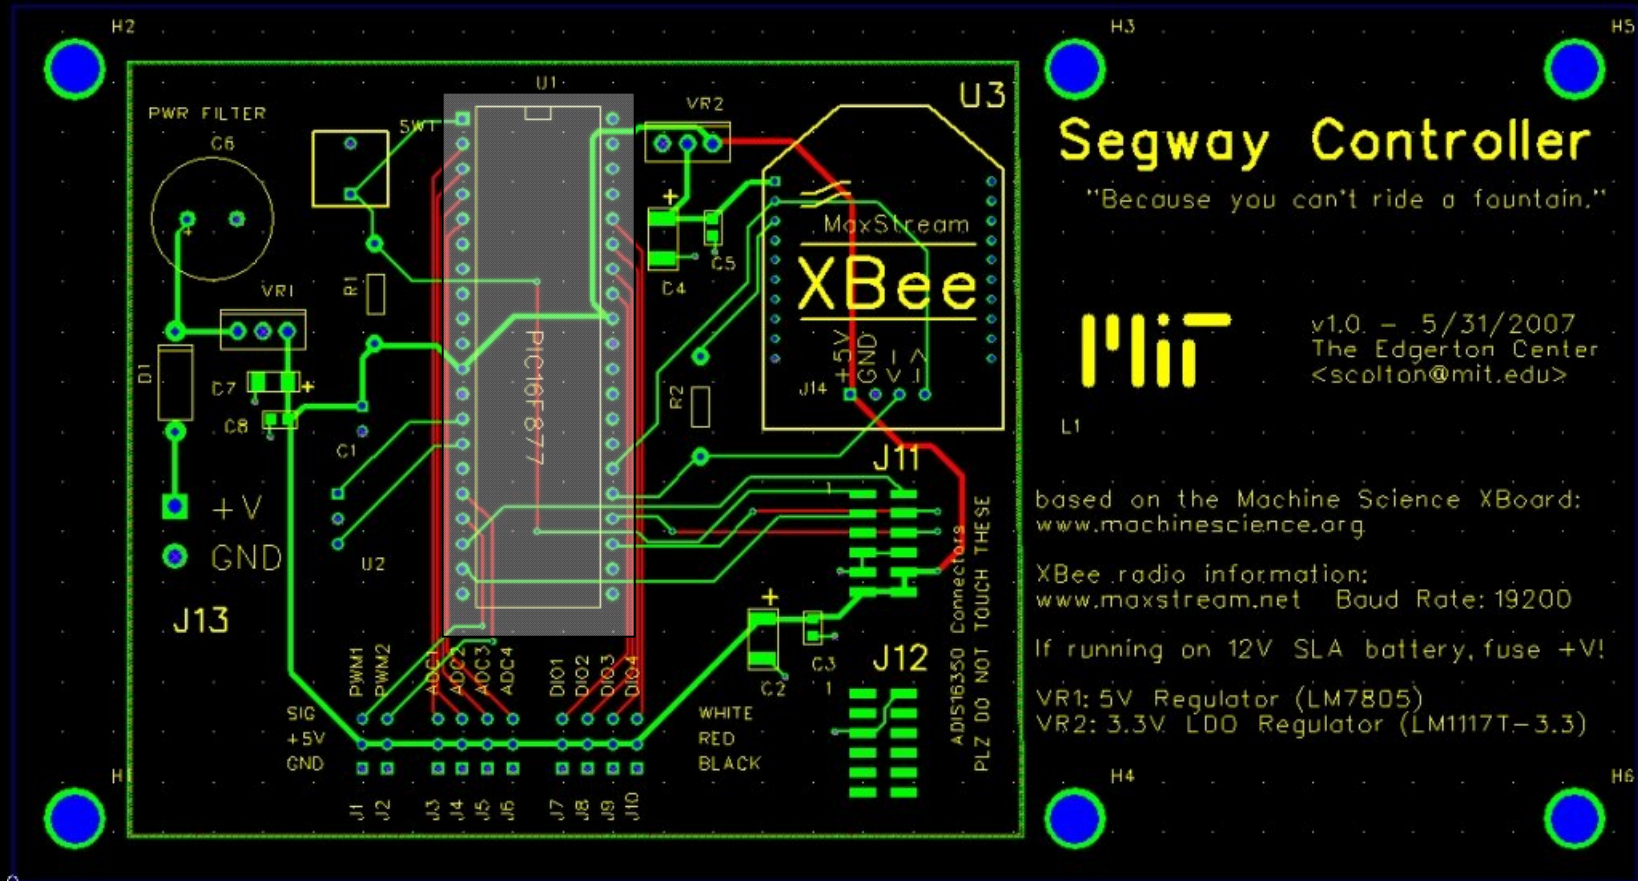 H2
H3
H5
U1
PWR FILTER
C6
SW1
VR2
U3
Segway Controller
"Because you can't ride a fountain."
+
MaxStream
XBee
C5
C4
R1
VR1
PIC16F877
+5V
GND
<-
->
J14
MiT
v1.0 - 5/31/2007
The Edgerton Center
<scolton@mit.edu>
D1
C7
+
C8
C1
R2
L1
J11
1
+V
GND
U2
J13
based on the Machine Science XBoard:
www.machinescience.org
XBee radio information:
www.maxstream.net Baud Rate: 19200
If running on 12V SLA battery, fuse +V!
VR1: 5V Regulator (LM7805)
VR2: 3.3V LDO Regulator (LM1117T-3.3)
ADIS16350 Connectors
PLZ DO NOT TOUCH THESE
+
C3
C2
1
J12
PWM1
PWM2
ADC1
ADC2
ADC3
ADC4
DIO1
DIO2
DIO3
DIO4
SIG
+5V
GND
WHITE
RED
BLACK
H1
J1
J2
J3
J4
J5
J6
J7
J8
J9
J10
H4
H6